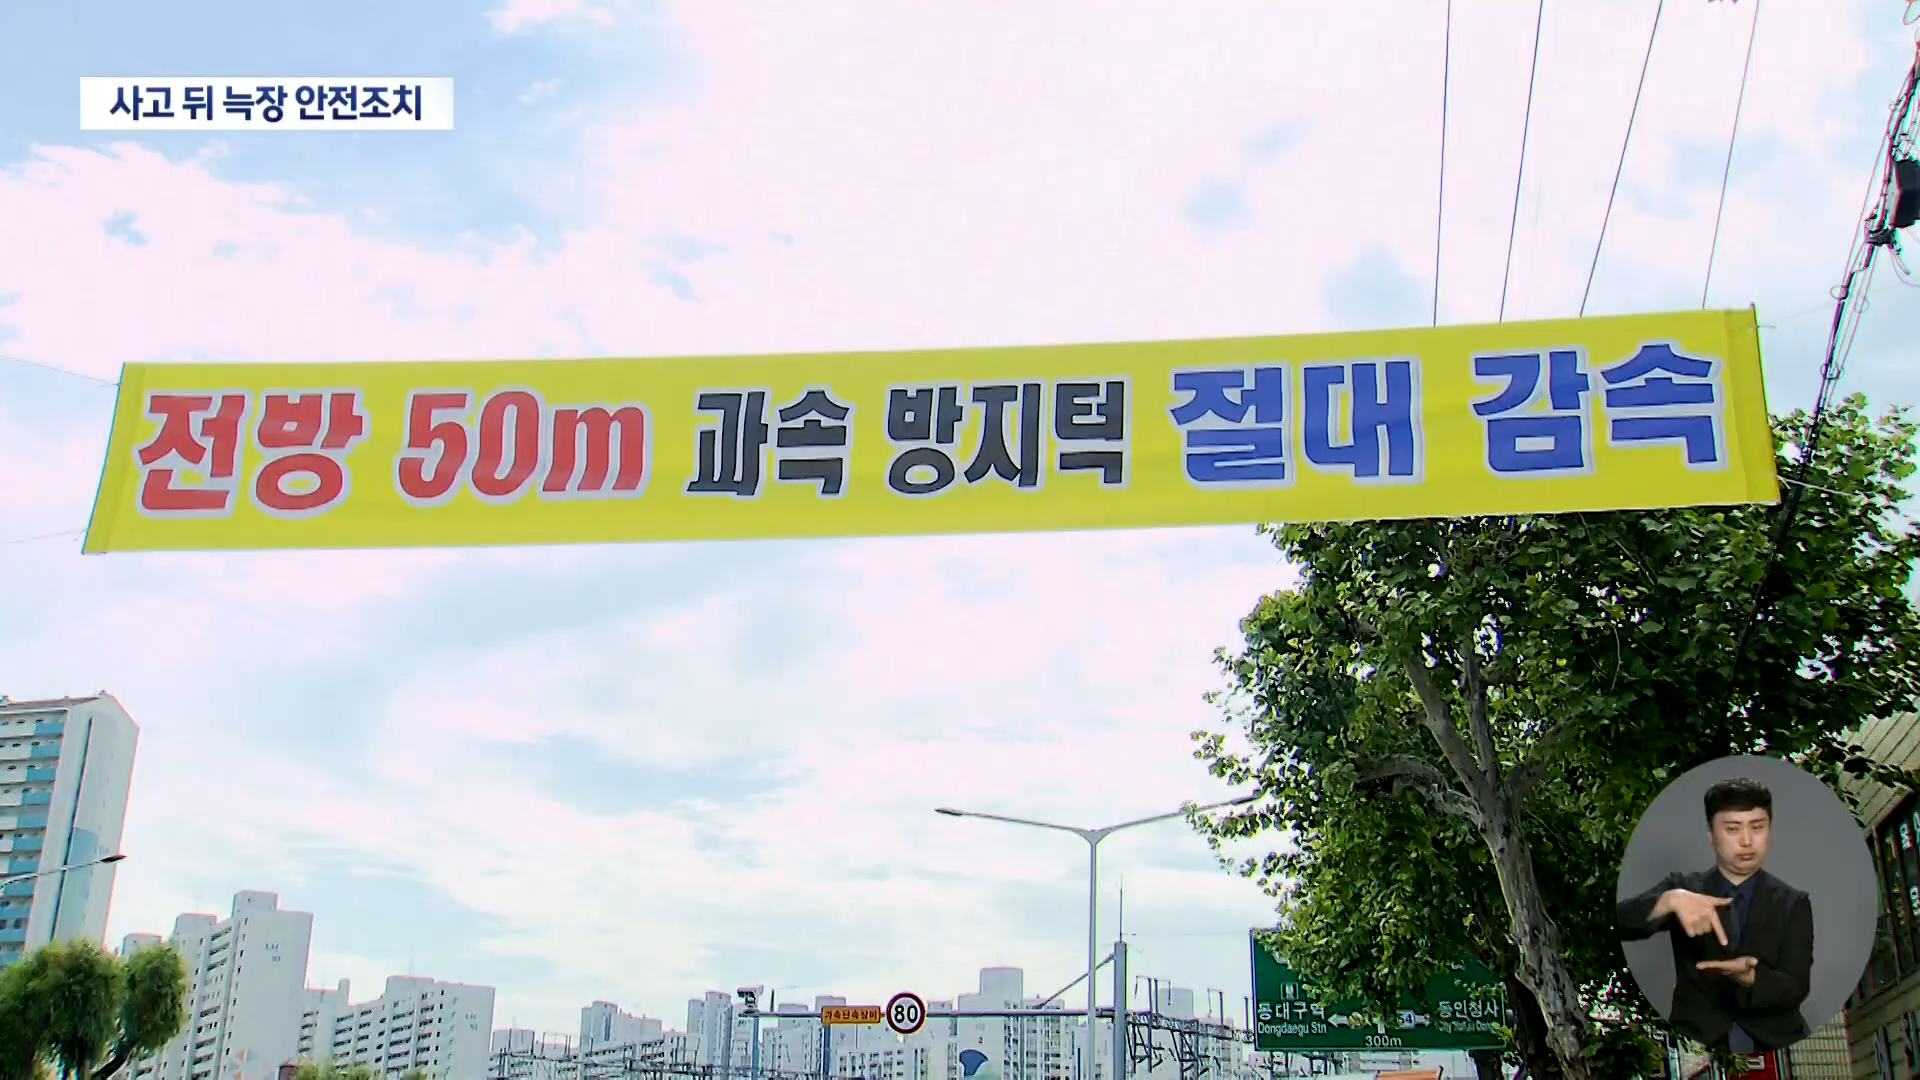 사고 뒤 늑장 안전조치
전방 50m 과속 방지턱 절대 감속
80
동대구역
Dongdaegu Stn
동인청사
300m